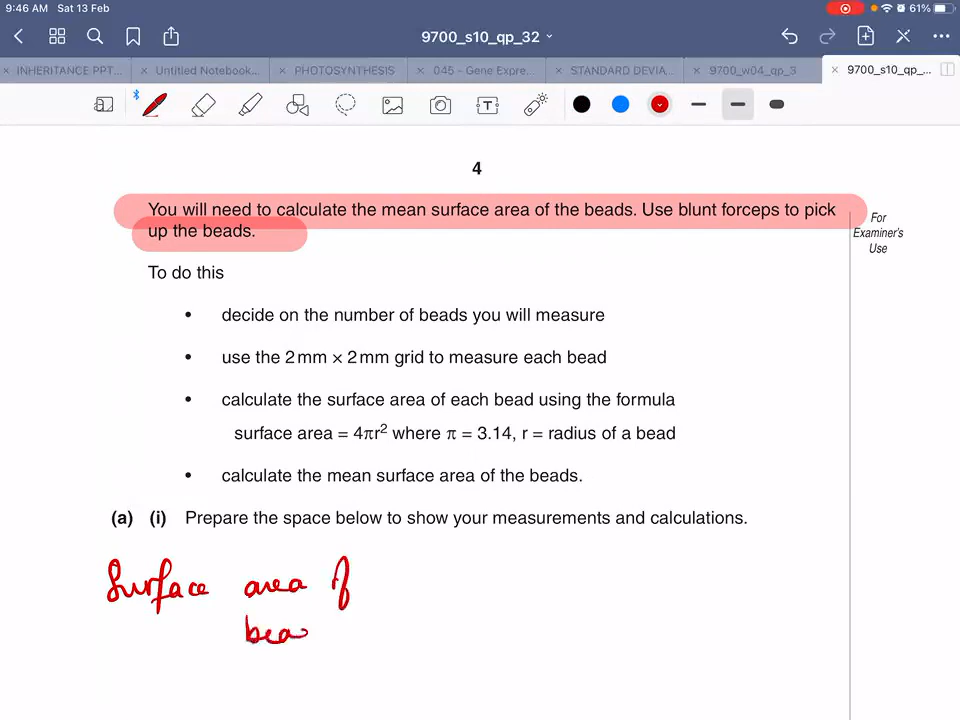 9:46 AM Sat 13 Feb
61%
9700_s10_qp_32
INHERITANCE PPT...
Untitled Notebook...
PHOTOSYNTHESIS
045 - Gene Expre...
STANDARD DEVIA...
9700_w04_qp_3
9700_s10_qp_...
4
You will need to calculate the mean surface area of the beads. Use blunt forceps to pick
up the beads.
For
Examiner's
Use
To do this
• decide on the number of beads you will measure
• use the 2 mm × 2 mm grid to measure each bead
• calculate the surface area of each bead using the formula
surface area = 4πr² where π = 3.14, r = radius of a bead
• calculate the mean surface area of the beads.
(a) (i) Prepare the space below to show your measurements and calculations.
Surface area of
bea